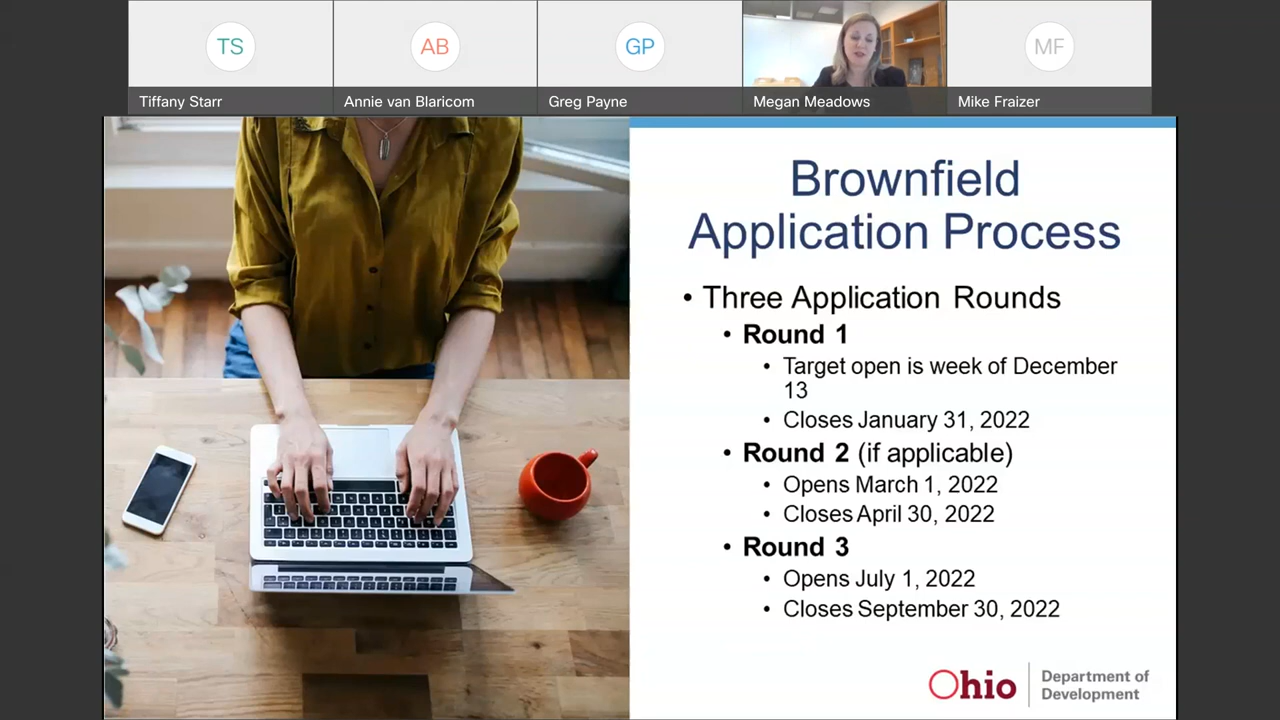 TS
AB
GP
MF
Tiffany Starr
Annie van Blaricom
Greg Payne
Megan Meadows
Mike Fraizer
Brownfield
Application Process
• Three Application Rounds
• Round 1
• Target open is week of December
13
• Closes January 31, 2022
• Round 2 (if applicable)
• Opens March 1, 2022
• Closes April 30, 2022
• Round 3
• Opens July 1, 2022
• Closes September 30, 2022
Ohio
Department of
Development